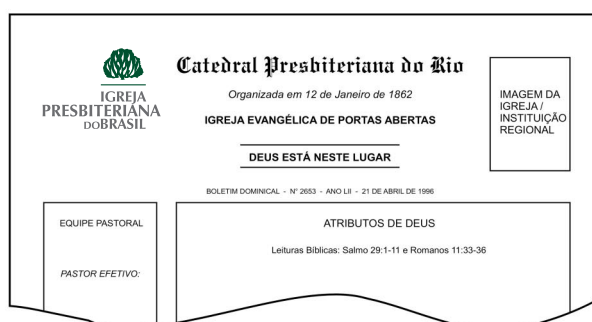 IGREJA
PRESBITERIANA
DO BRASIL
Catedral Presbiteriana do Rio
Organizada em 12 de Janeiro de 1862
IGREJA EVANGÉLICA DE PORTAS ABERTAS
DEUS ESTÁ NESTE LUGAR
IMAGEM DA
IGREJA /
INSTITUIÇÃO
REGIONAL
BOLETIM DOMINICAL - N° 2653 - ANO LII - 21 DE ABRIL DE 1996
EQUIPE PASTORAL
PASTOR EFETIVO:
ATRIBUTOS DE DEUS
Leituras Bíblicas: Salmo 29:1-11 e Romanos 11:33-36